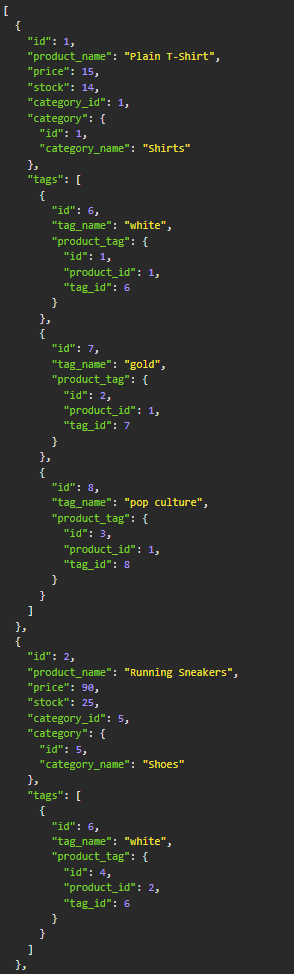 [
  {
    "id": 1,
    "product_name": "Plain T-Shirt",
    "price": 15,
    "stock": 14,
    "category_id": 1,
    "category": {
      "id": 1,
      "category_name": "Shirts"
    },
    "tags": [
      {
        "id": 6,
        "tag_name": "white",
        "product_tag": {
          "id": 1,
          "product_id": 1,
          "tag_id": 6
        }
      },
      {
        "id": 7,
        "tag_name": "gold",
        "product_tag": {
          "id": 2,
          "product_id": 1,
          "tag_id": 7
        }
      },
      {
        "id": 8,
        "tag_name": "pop culture",
        "product_tag": {
          "id": 3,
          "product_id": 1,
          "tag_id": 8
        }
      }
    ]
  },
  {
    "id": 2,
    "product_name": "Running Sneakers",
    "price": 90,
    "stock": 25,
    "category_id": 5,
    "category": {
      "id": 5,
      "category_name": "Shoes"
    },
    "tags": [
      {
        "id": 6,
        "tag_name": "white",
        "product_tag": {
          "id": 4,
          "product_id": 2,
          "tag_id": 6
        }
      }
    ]
  },